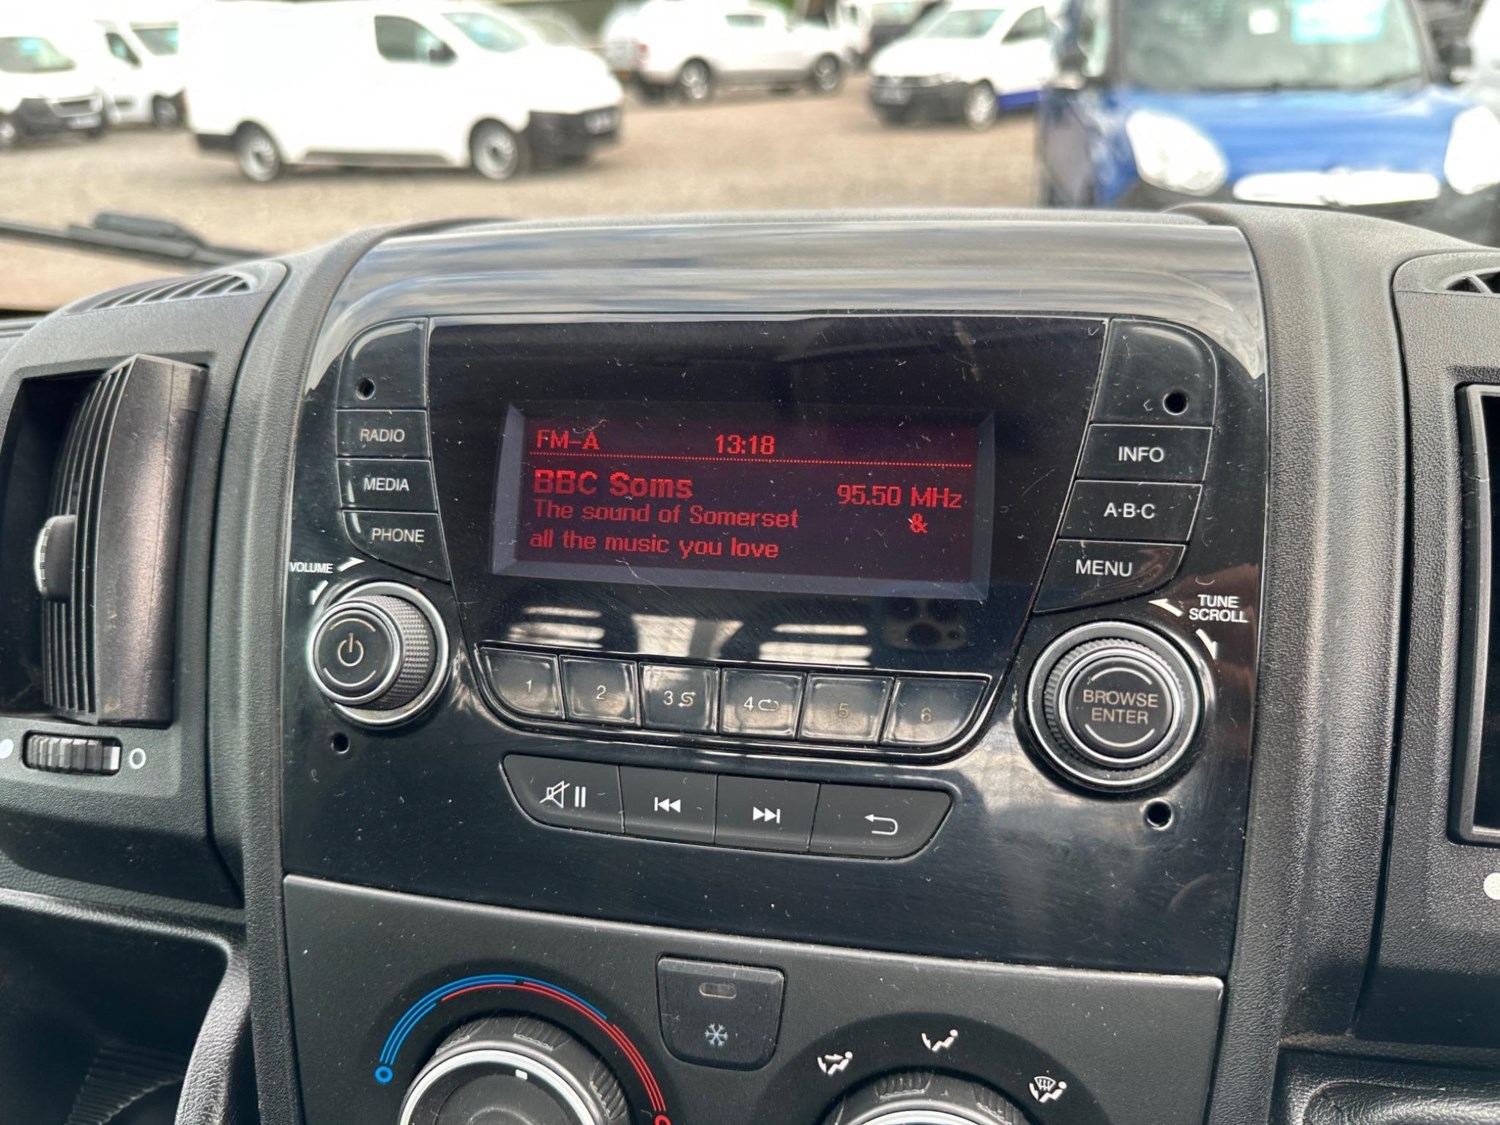 FM-A 13:18
BBC Soms 95.50 MHz
The sound of Somerset &
all the music you love
RADIO
MEDIA
PHONE
VOLUME
INFO
A·B·C
MENU
TUNE
SCROLL
BROWSE
ENTER
1 2 3 4 5 6